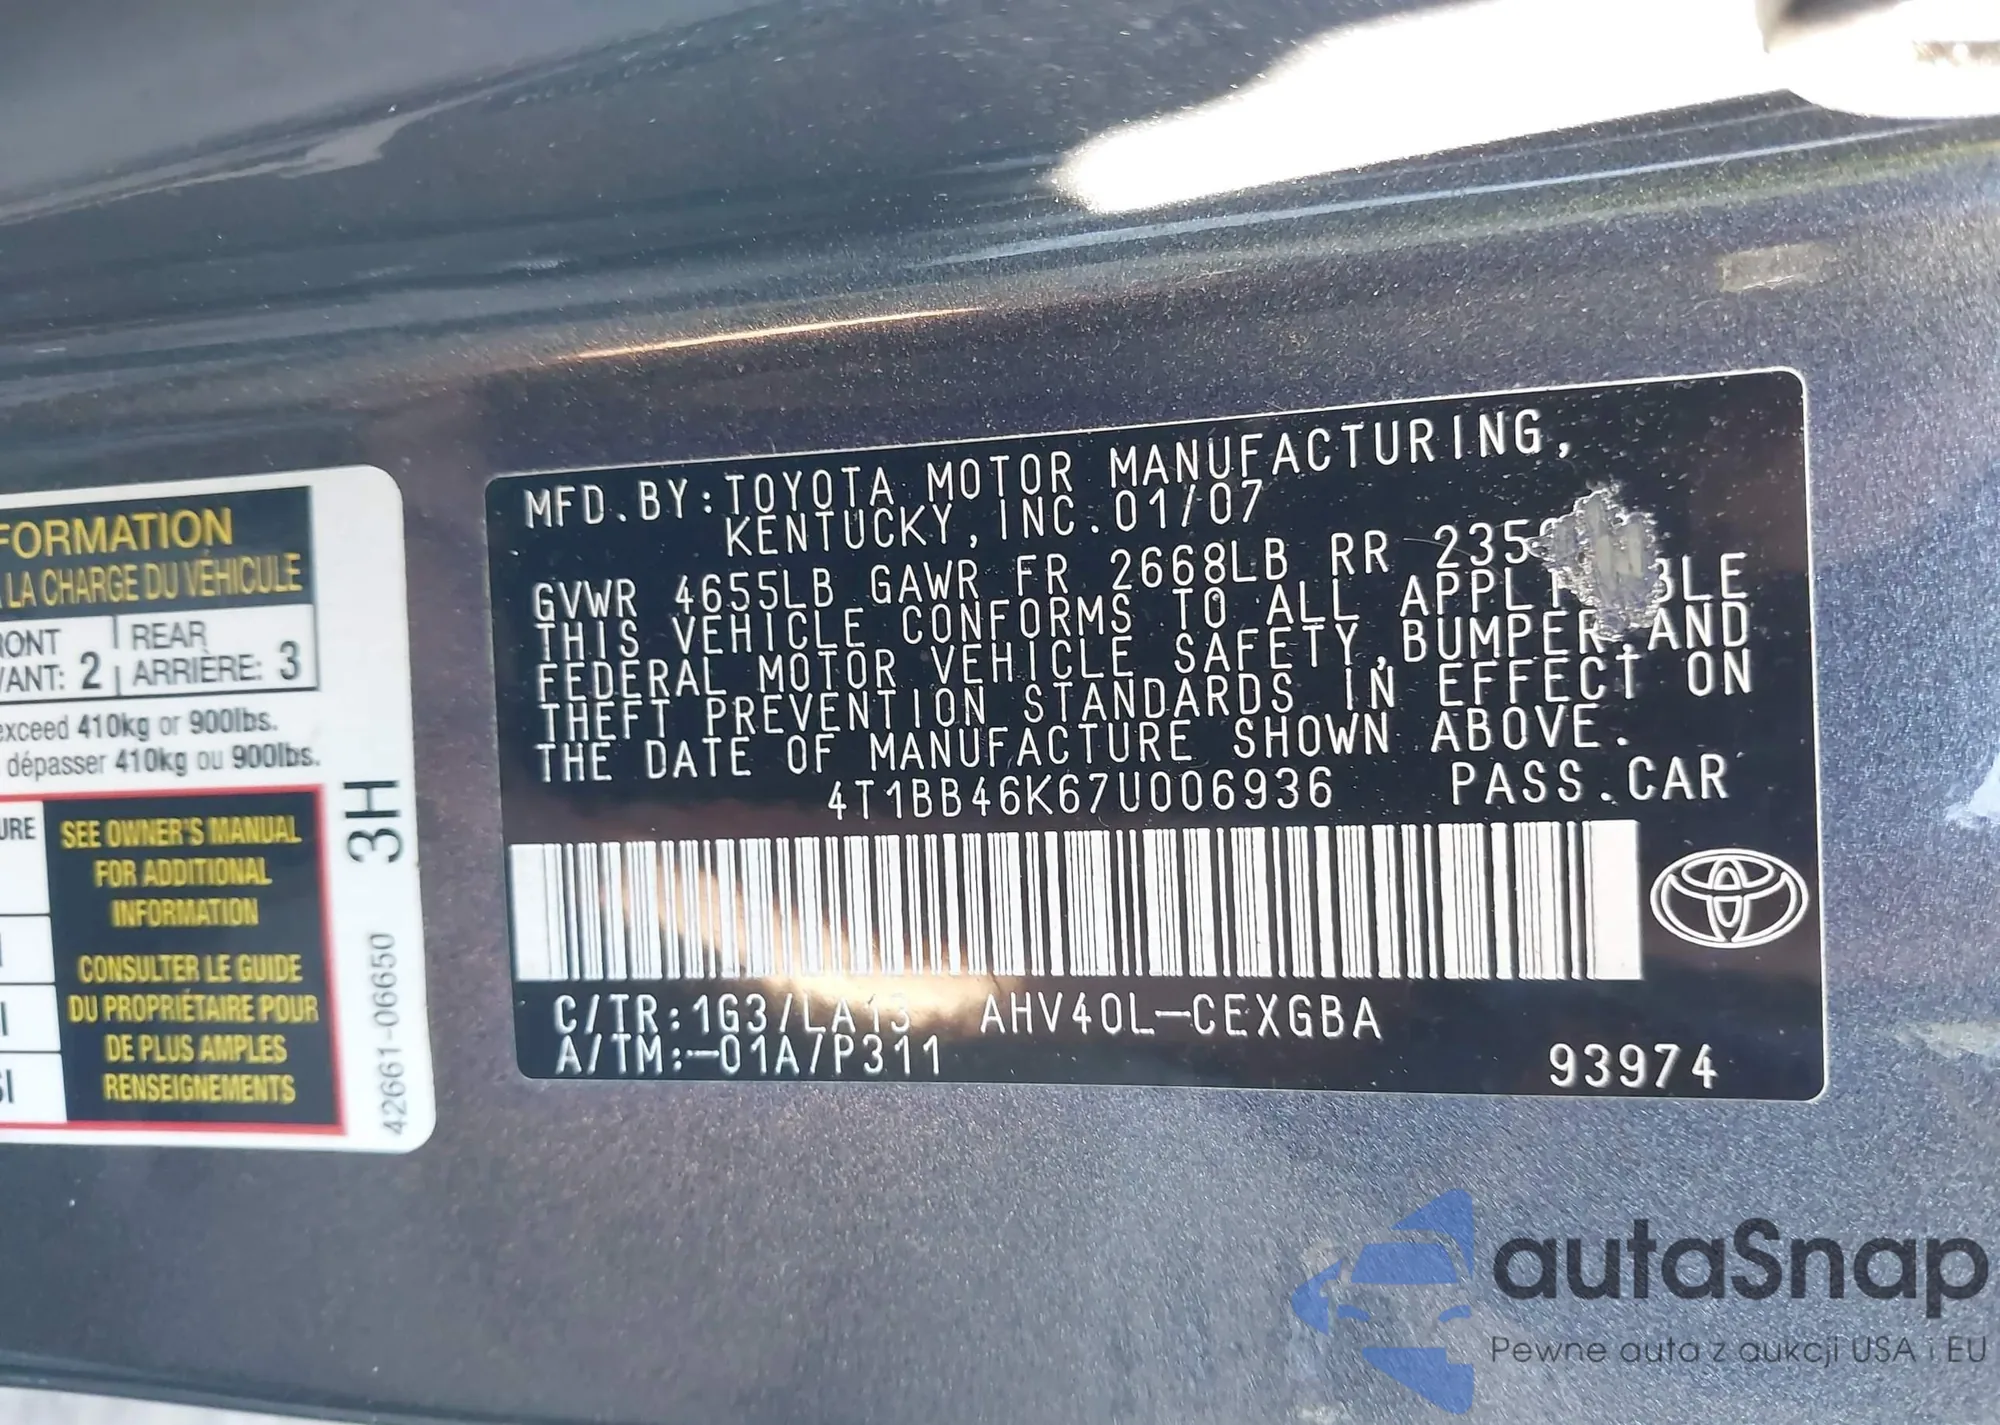 FORMATION
LA CHARGE DU VÉHICULE
REAR
ARRIÈRE: 3
2
exceed 410kg or 900lbs.
dépasser 410kg ou 900lbs.
SEE OWNER'S MANUAL
FOR ADDITIONAL
INFORMATION
CONSULTER LE GUIDE
DU PROPRIÉTAIRE POUR
DE PLUS AMPLES
RENSEIGNEMENTS
3H
42661-06650
MFD.BY:TOYOTA MOTOR MANUFACTURING,
KENTUCKY,INC.01/07
GVWR 4655LB GAWR FR 2668LB RR
THIS VEHICLE CONFORMS TO ALL
FEDERAL MOTOR VEHICLE SAFETY,BUMPER,AND
THEFT PREVENTION STANDARDS IN EFFECT ON
THE DATE OF MANUFACTURE SHOWN ABOVE.
4T1BB46K67U006936 PASS.CAR
C/TR:1G3/LA13 AHV40L-CEXGBA
A/TM:-01A/P311
93974
autaSnap
Pewne auta z aukcji USA i EU